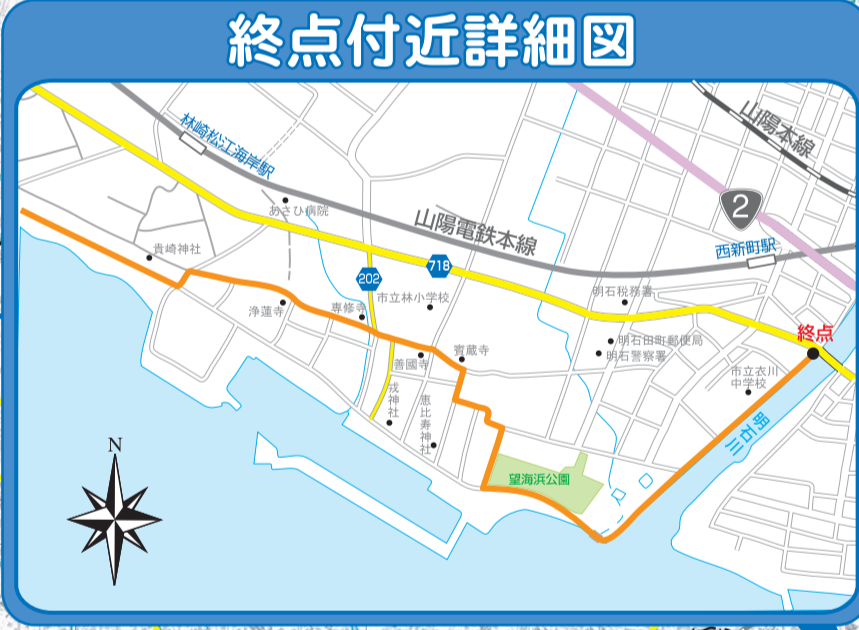 終点付近詳細図
山陽本線
林崎松江海岸駅
2
あさひ病院
山陽電鉄本線
西新町駅
貴崎神社
718
202
明石税務署
市立林小学校
浄蓮寺
専修寺
終点
明石田町郵便局
明石警察署
寳蔵寺
善國寺
市立衣川
中学校
戎神社
恵比寿神社
明石川
N
望海浜公園